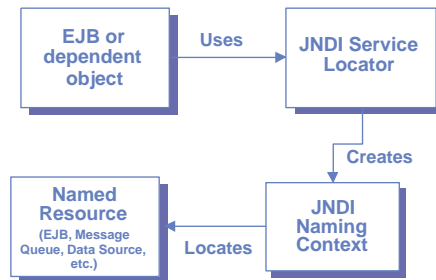 EJB or
dependent
object
Uses
JNDI Service
Locator
Creates
Named
Resource
(EJB, Message
Queue, Data Source,
etc.)
Locates
JNDI
Naming
Context